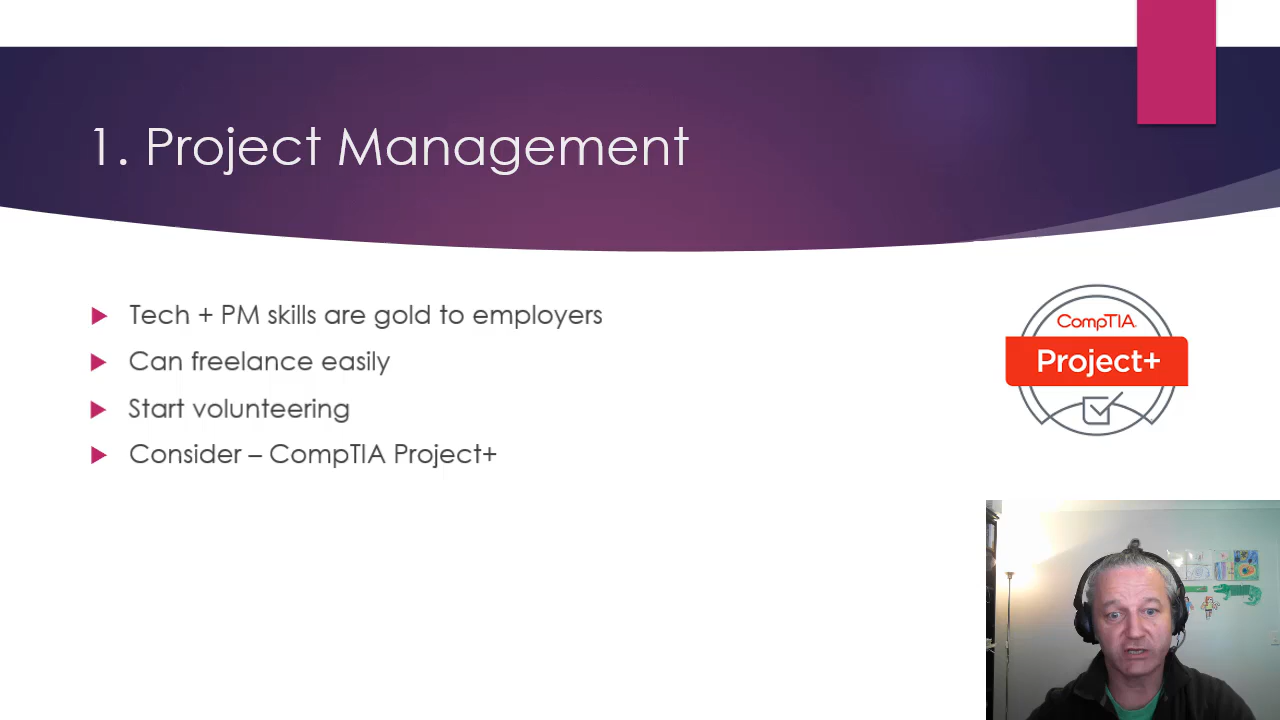 1. Project Management
Tech + PM skills are gold to employers
Can freelance easily
Start volunteering
Consider – CompTIA Project+
CompTIA.
Project+